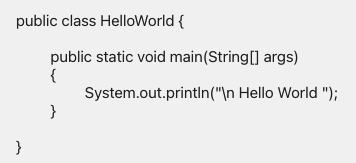 public class HelloWorld {
public static void main(String[] args)
{
System.out.println("\n Hello World ");
}
}